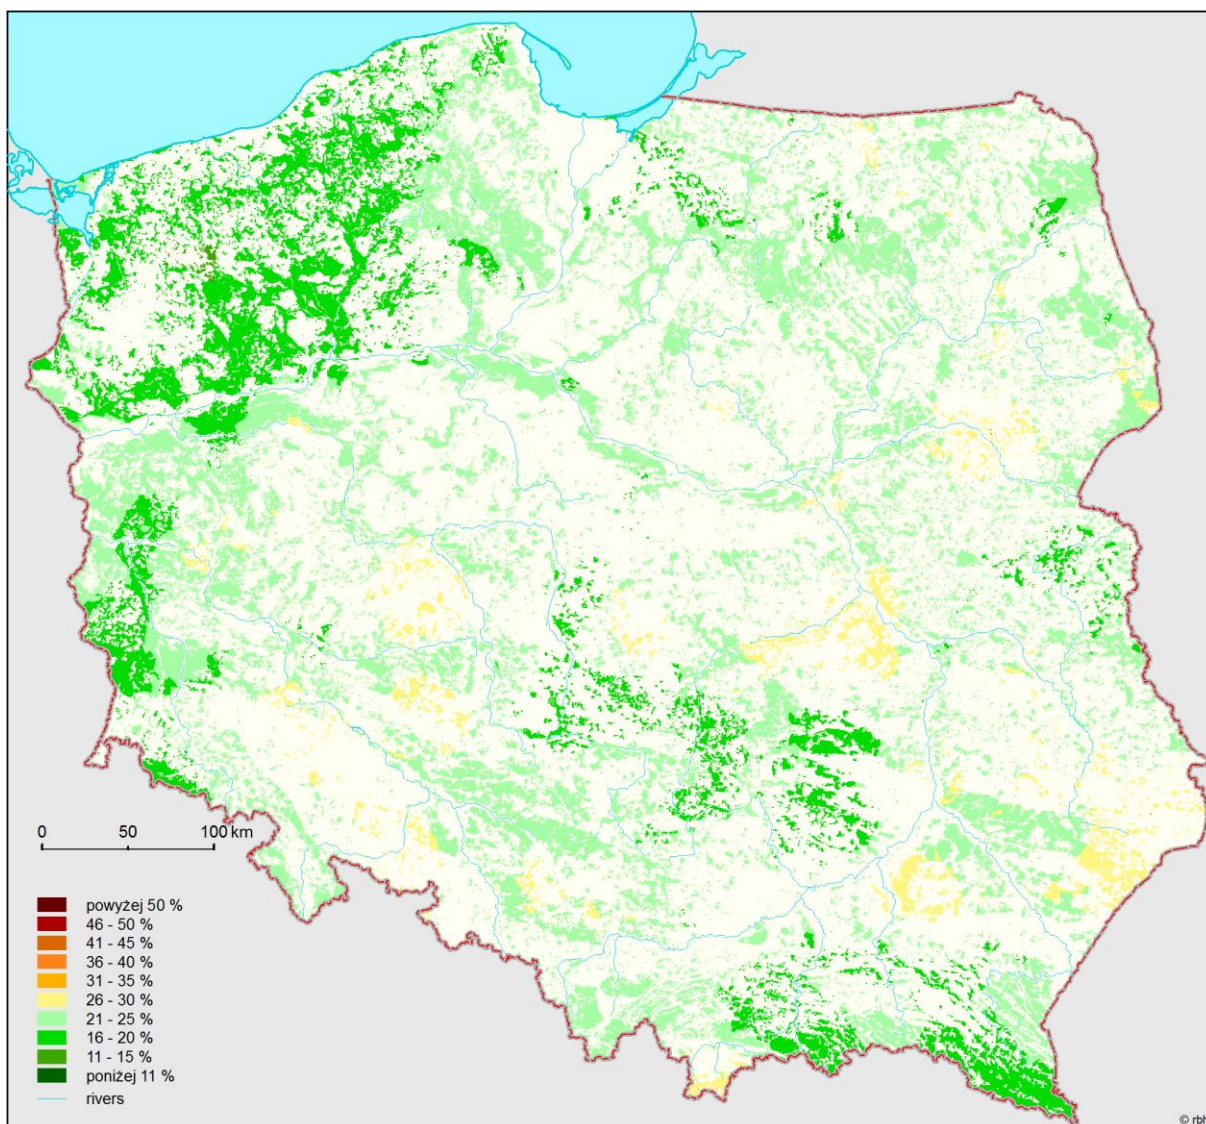 0 50 100 km
powyżej 50 %
46 - 50 %
41 - 45 %
36 - 40 %
31 - 35 %
26 - 30 %
21 - 25 %
16 - 20 %
11 - 15 %
poniżej 11 %
rivers
© rbh